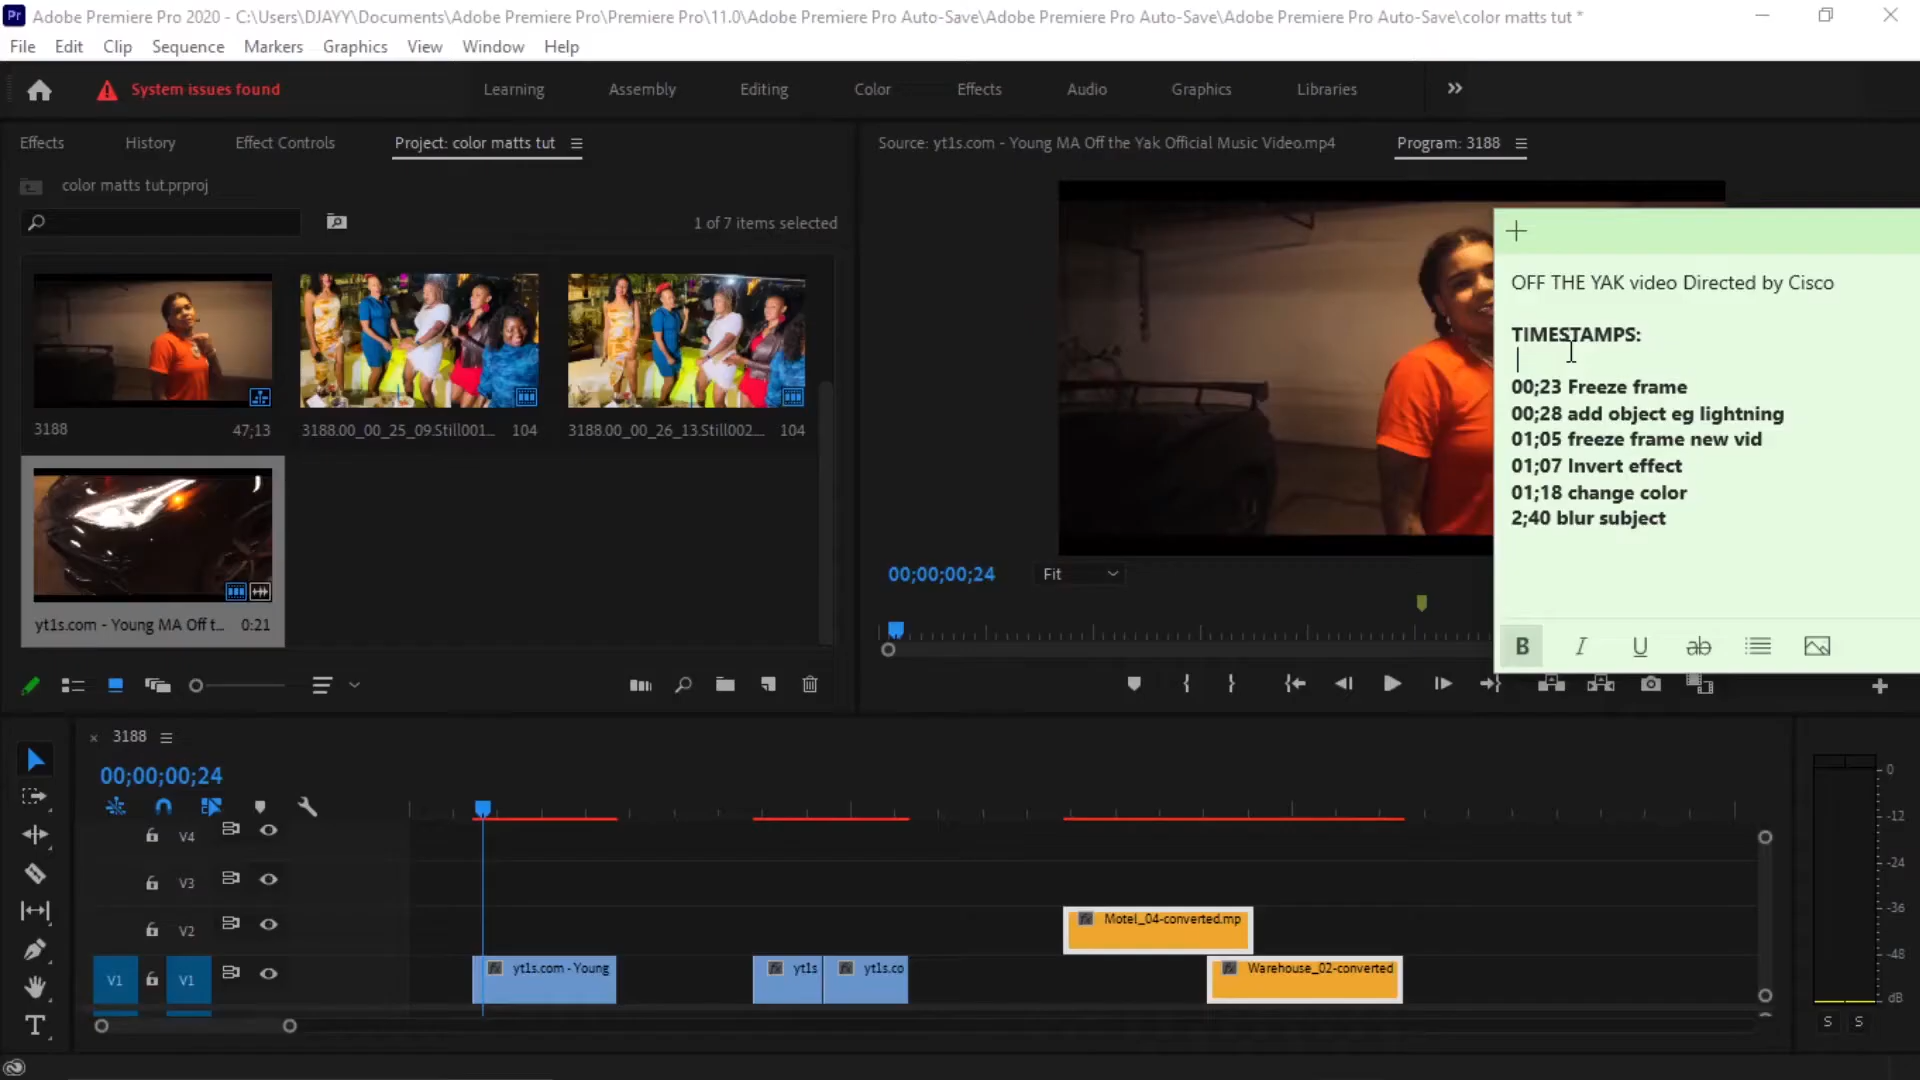 Adobe Premiere Pro 2020 - C:\Users\DJAYY\Documents\Adobe Premiere Pro\Premiere Pro\11.0\Adobe Premiere Pro Auto-Save\Adobe Premiere Pro Auto-Save\Adobe Premiere Pro Auto-Save\color matts tut *
File Edit Clip Sequence Markers Graphics View Window Help
System issues found
Learning Assembly Editing Color Effects Audio Graphics Libraries
Effects History Effect Controls Project: color matts tut
Source: yt1s.com - Young MA Off the Yak Official Music Video.mp4 Program: 3188
color matts tut.prproj
1 of 7 items selected
3188 47;13
3188.00_00_25_09.Still001... 104
3188.00_00_26_13.Still002... 104
yt1s.com - Young MA Off t... 0:21
OFF THE YAK video Directed by Cisco
TIMESTAMPS:
00;23 Freeze frame
00;28 add object eg lightning
01;05 freeze frame new vid
01;07 Invert effect
01;18 change color
2;40 blur subject
B I U ab
00;00;00;24 Fit
3188
00;00;00;24
V4
V3
V2 Motel_04-converted.mp
V1 V1 yt1s.com - Young yt1s yt1s.co Warehouse_02-converted
0
-12
-24
-36
-48
dB
S S